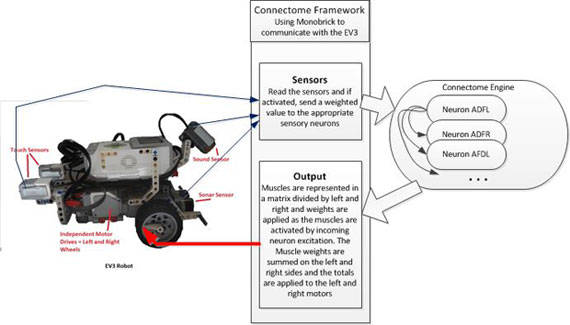 Connectome Framework
Using Monobrick to
communicate with the EV3
Sensors
Read the sensors and if
activated, send a weighted
value to the appropriate
sensory neurons
Connectome Engine
Neuron ADFL
Neuron ADFR
Neuron AFDL
• • •
Touch Sensors
Sound Sensor
Sonar Sensor
Independent Motor
Drives = Left and Right
Wheels
EV3 Robot
Output
Muscles are represented in
a matrix divided by left and
right and weights are
applied as the muscles are
activated by incoming
neuron excitation. The
Muscle weights are
summed on the left and
right sides and the totals
are applied to the left and
right motors